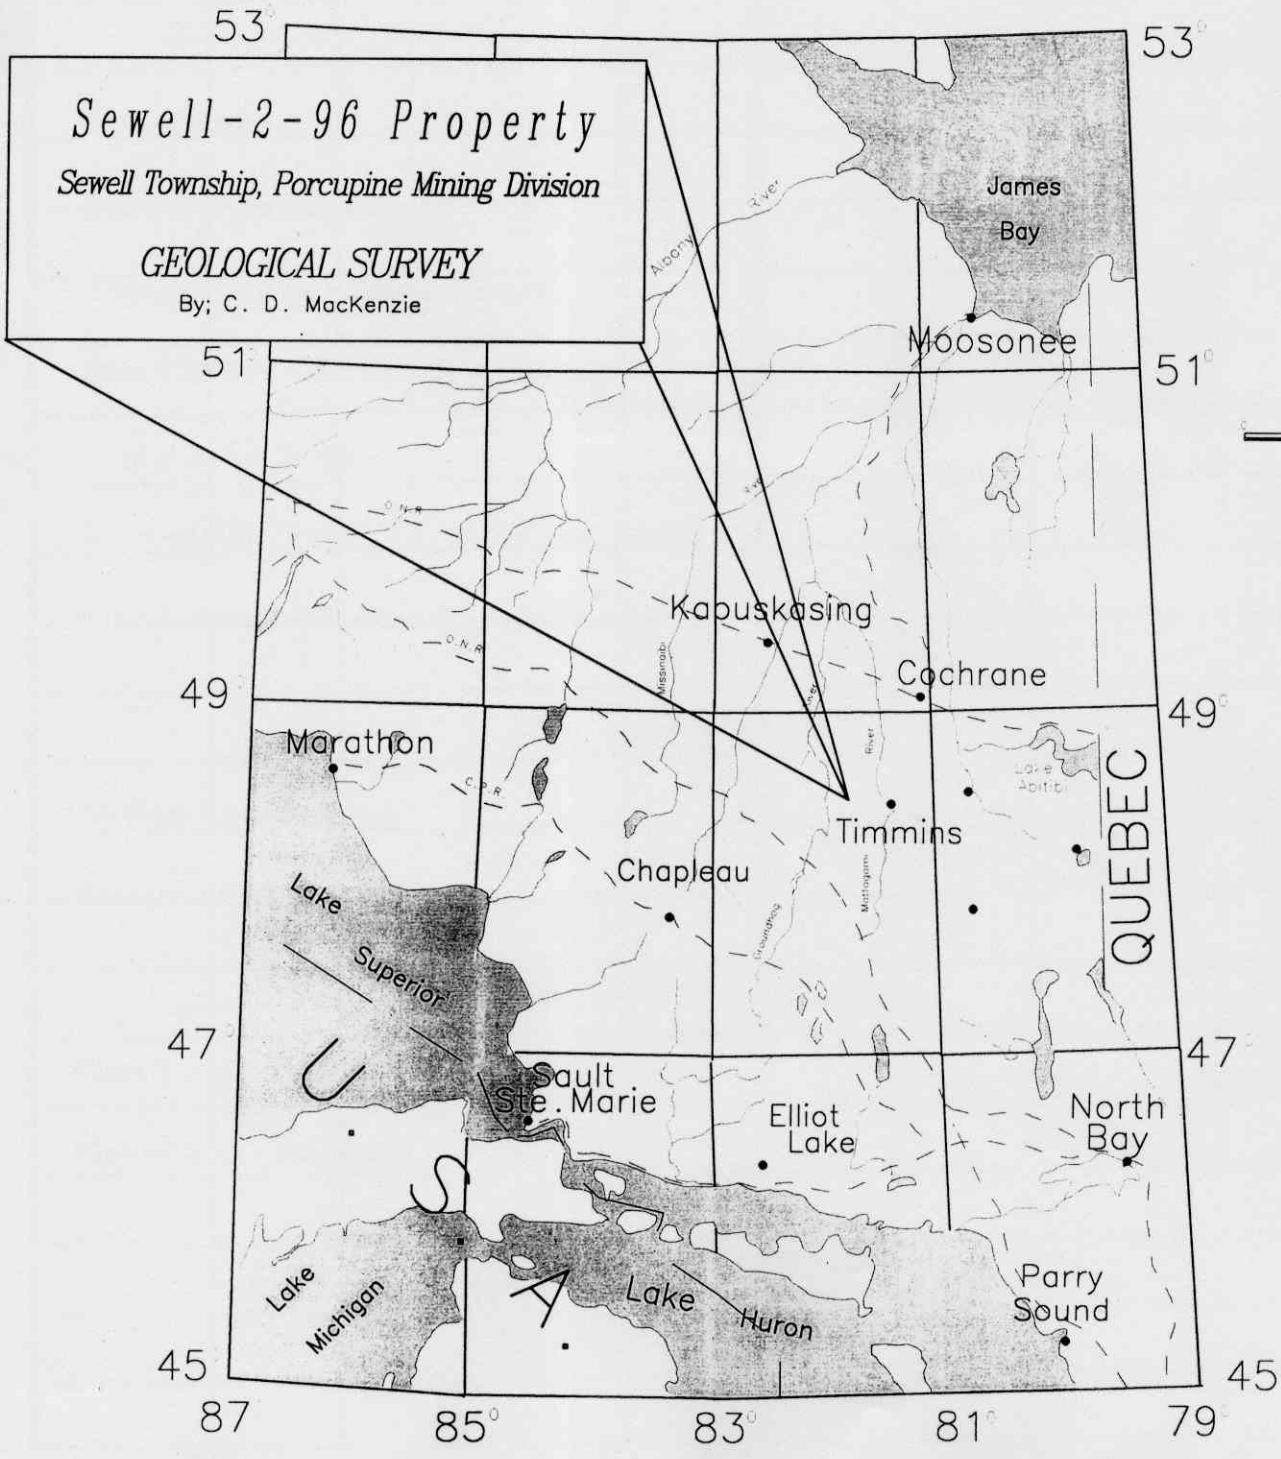 53° 53°
Sewell-2-96 Property
Sewell Township, Porcupine Mining Division
GEOLOGICAL SURVEY
By; C. D. MacKenzie
James
Bay
Albany River
Moosonee
51° 51°
O.N.R
River
Kapuskasing
O.N.R.
Missinaibi
Cochrane
River
49° 49°
Marathon
River
C.P.R.
Lake
Abitibi
QUEBEC
Timmins
Chapleau
Mattagami
Groundhog
Lake
Superior
47° 47°
U
Sault
Ste. Marie
Elliot
Lake
North
Bay
S
A
Lake
Michigan
Lake
Huron
Parry
Sound
45° 45
87 85° 83° 81° 79°